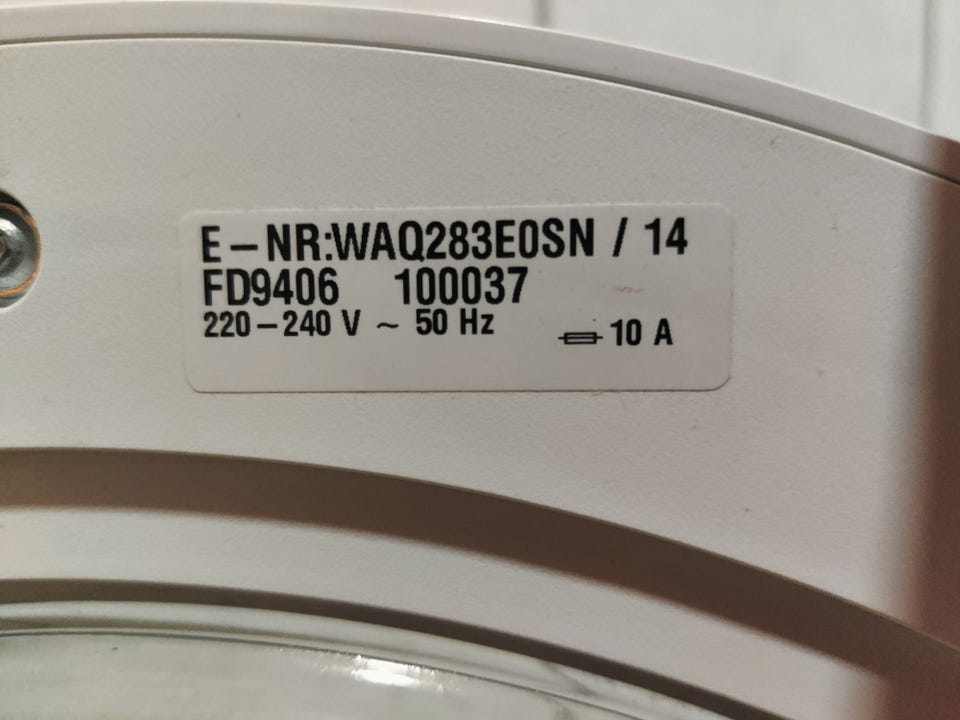 E-NR:WAQ283E0SN / 14
FD9406 100037
220-240 V ~ 50 Hz
10 A